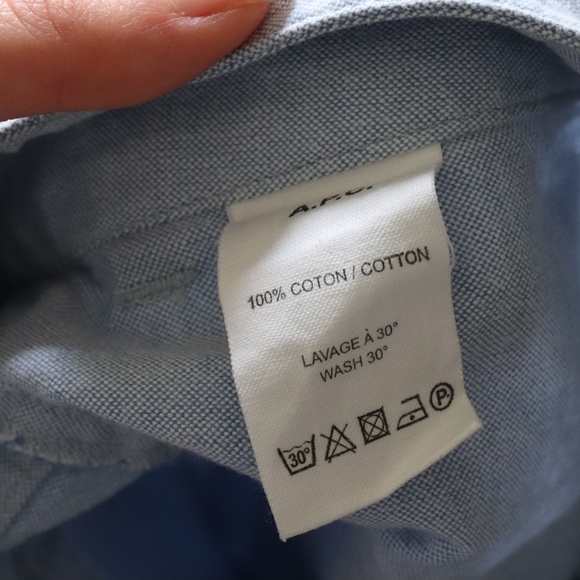 A.P.C.
100% COTON / COTTON
LAVAGE À 30°
WASH 30°
30°
P